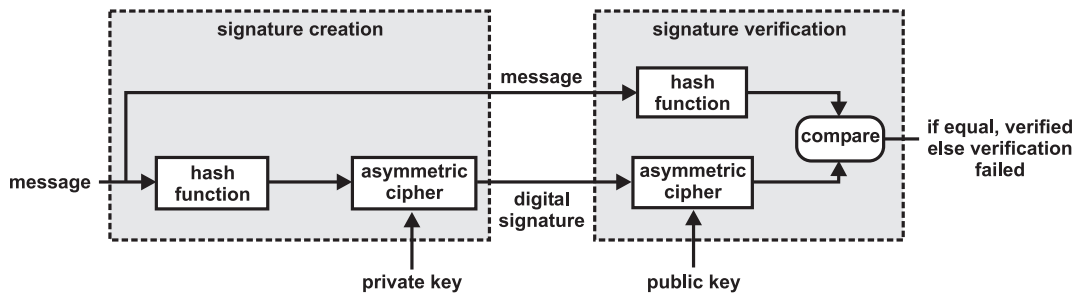 signature creation
signature verification
message
hash
function
compare
if equal, verified
else verification
failed
message
hash
function
asymmetric
cipher
digital
signature
asymmetric
cipher
private key
public key